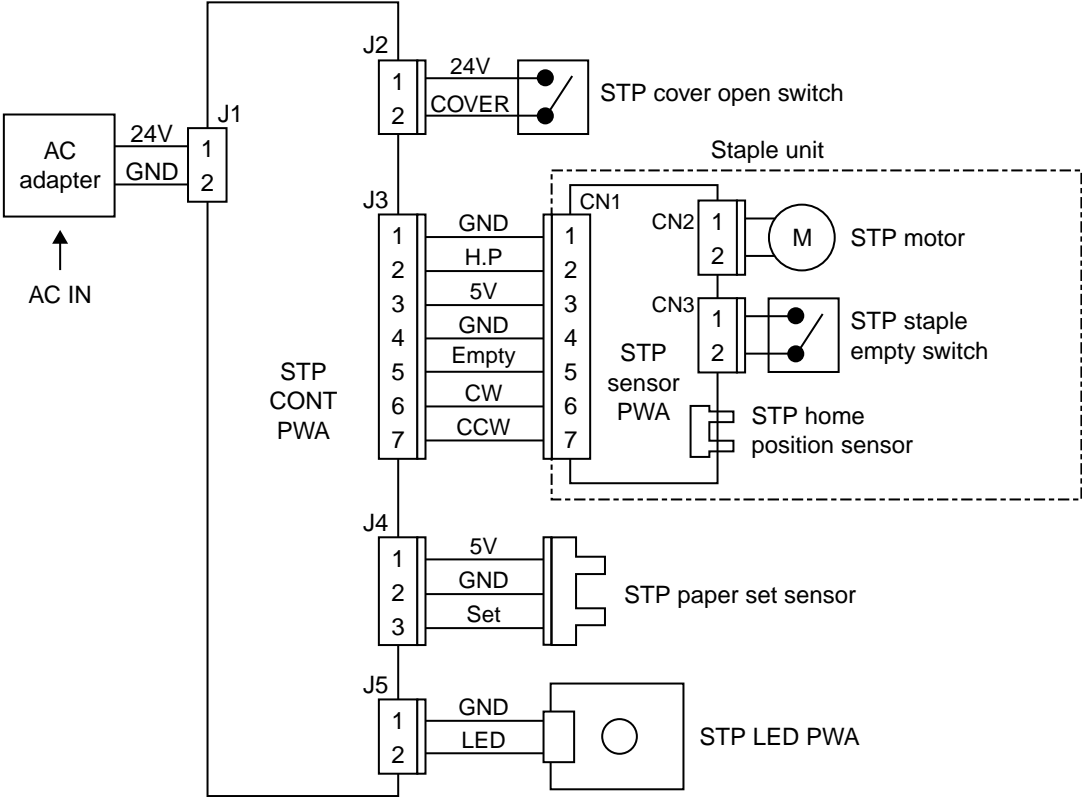 AC
adapter
AC IN
24V
GND
J1
1
2
STP
CONT
PWA
J2
1
2
24V
COVER
STP cover open switch
Staple unit
J3
1
2
3
4
5
6
7
GND
H.P
5V
GND
Empty
CW
CCW
CN1
1
2
3
4
5
6
7
STP
sensor
PWA
CN2
1
2
M
STP motor
CN3
1
2
STP staple
empty switch
STP home
position sensor
J4
1
2
3
5V
GND
Set
STP paper set sensor
J5
1
2
GND
LED
STP LED PWA